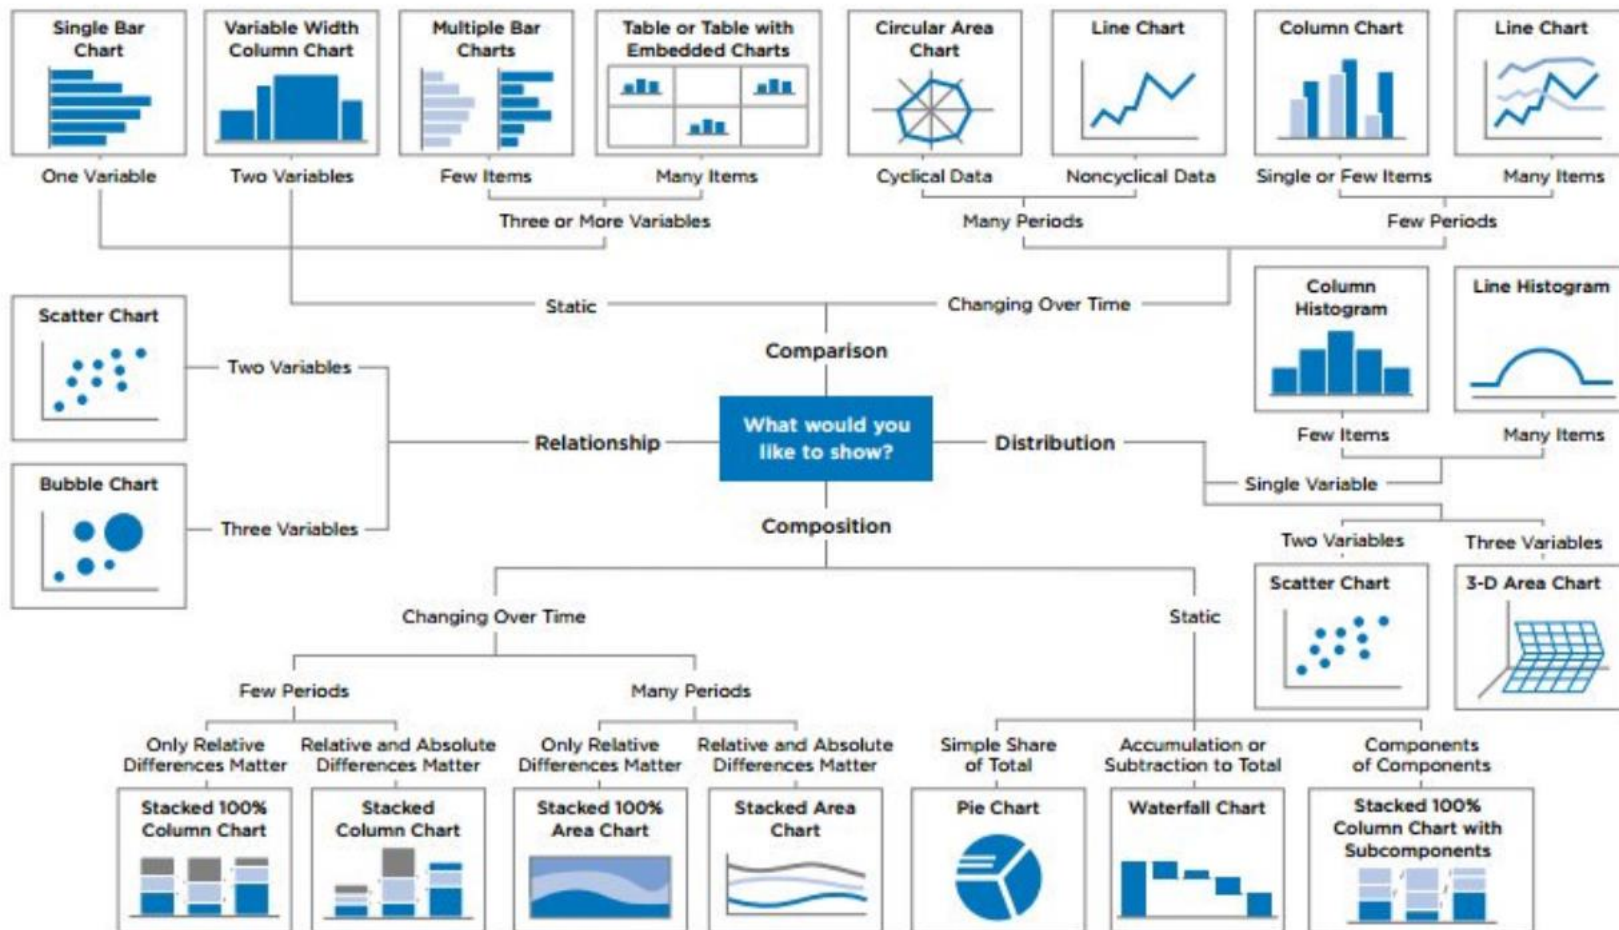 Single Bar
Chart
Variable Width
Column Chart
Multiple Bar
Charts
Table or Table with
Embedded Charts
Circular Area
Chart
Line Chart
Column Chart
Line Chart
One Variable
Two Variables
Few Items
Many Items
Cyclical Data
Noncyclical Data
Single or Few Items
Many Items
Three or More Variables
Many Periods
Few Periods
Static
Changing Over Time
Comparison
Scatter Chart
Two Variables
Bubble Chart
Three Variables
Relationship
What would you
like to show?
Distribution
Column
Histogram
Line Histogram
Few Items
Many Items
Single Variable
Two Variables
Three Variables
Scatter Chart
3-D Area Chart
Composition
Changing Over Time
Static
Few Periods
Many Periods
Only Relative
Differences Matter
Relative and Absolute
Differences Matter
Only Relative
Differences Matter
Relative and Absolute
Differences Matter
Simple Share
of Total
Accumulation or
Subtraction to Total
Components
of Components
Stacked 100%
Column Chart
Stacked
Column Chart
Stacked 100%
Area Chart
Stacked Area
Chart
Pie Chart
Waterfall Chart
Stacked 100%
Column Chart with
Subcomponents